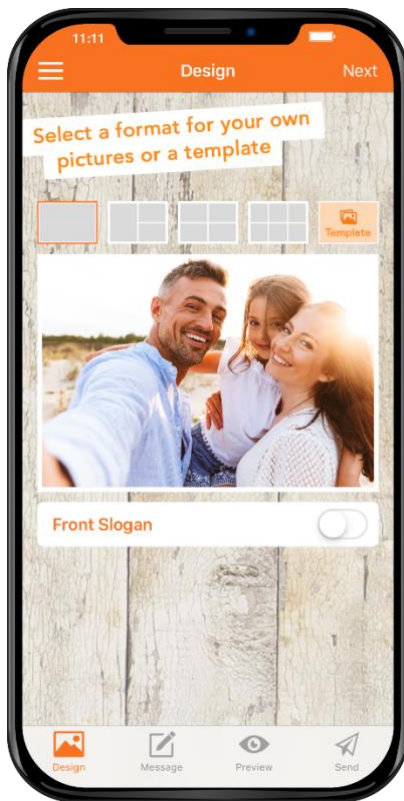 11:11
Design
Next
Select a format for your own
pictures or a template
Template
Front Slogan
Design
Message
Preview
Send